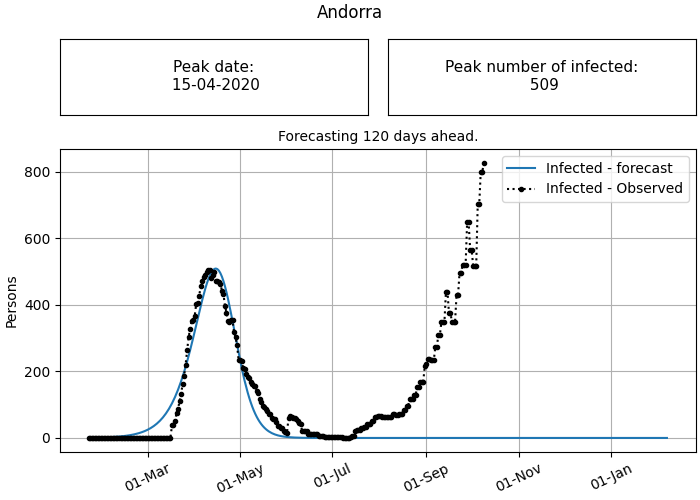 Andorra
Peak date:
15-04-2020
Peak number of infected:
509
Forecasting 120 days ahead.
Infected - forecast
Infected - Observed
Persons
800
600
400
200
0
01-Mar
01-May
01-Jul
01-Sep
01-Nov
01-Jan